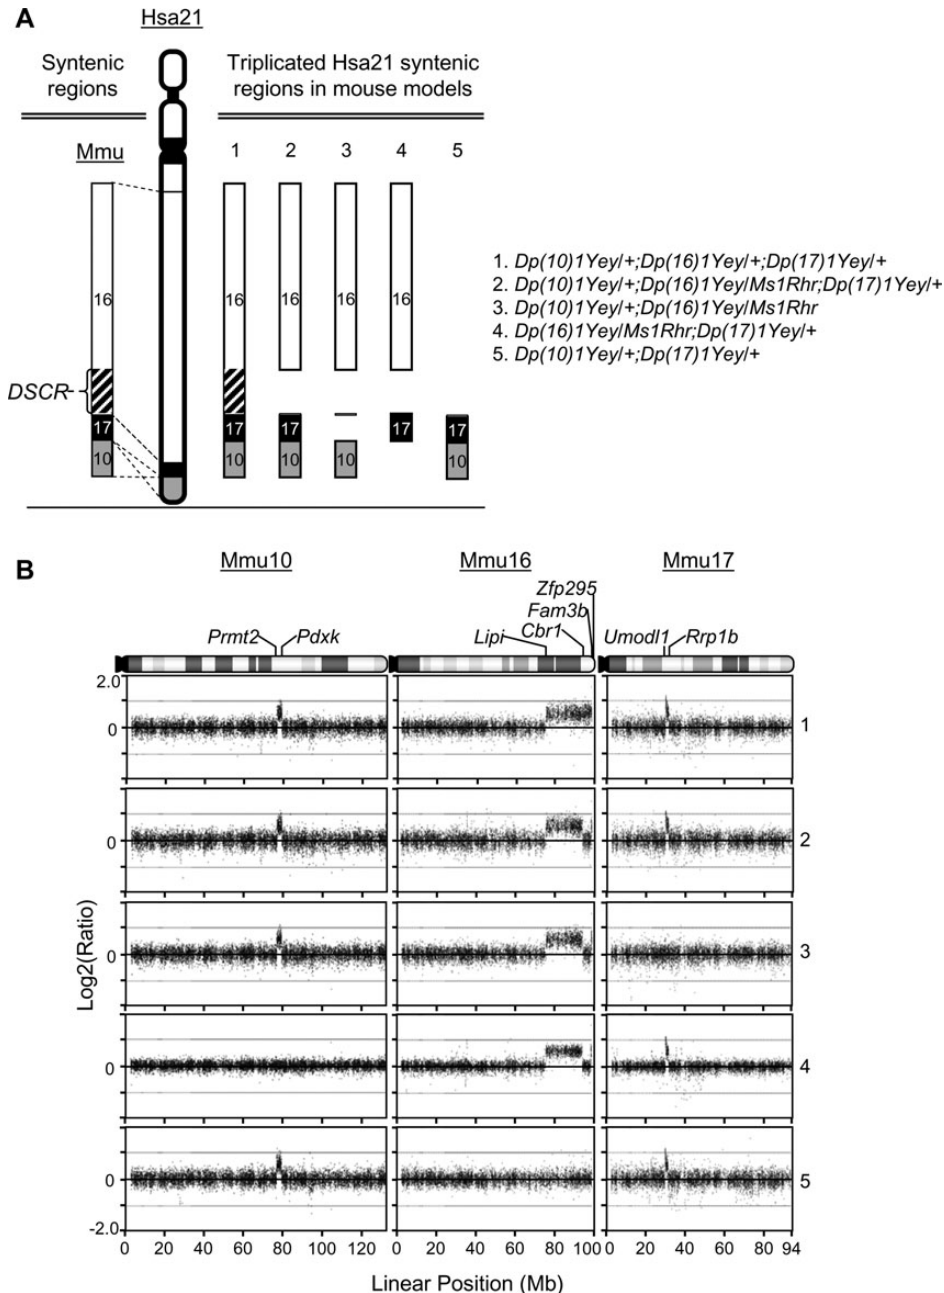 A
Hsa21
Syntenic
regions
Triplicated Hsa21 syntenic
regions in mouse models
Mmu
1 2 3 4 5
16 16 16 16 16
DSCR
17 17 17 17 17
10 10 10 10 10
1. Dp(10)1Yey/+;Dp(16)1Yey/+;Dp(17)1Yey/+
2. Dp(10)1Yey/+;Dp(16)1Yey/Ms1Rhr;Dp(17)1Yey/+
3. Dp(10)1Yey/+;Dp(16)1Yey/Ms1Rhr
4. Dp(16)1Yey/Ms1Rhr;Dp(17)1Yey/+
5. Dp(10)1Yey/+;Dp(17)1Yey/+
B
Mmu10 Mmu16 Mmu17
Zfp295
Fam3b
Prmt2 Pdxk Lipi Cbr1 Umodl1 Rrp1b
2.0
0 1
0 2
0 3
0 4
0 5
-2.0
Log2(Ratio)
0 20 40 60 80 100 120 0 20 40 60 80 100 0 20 40 60 80 94
Linear Position (Mb)